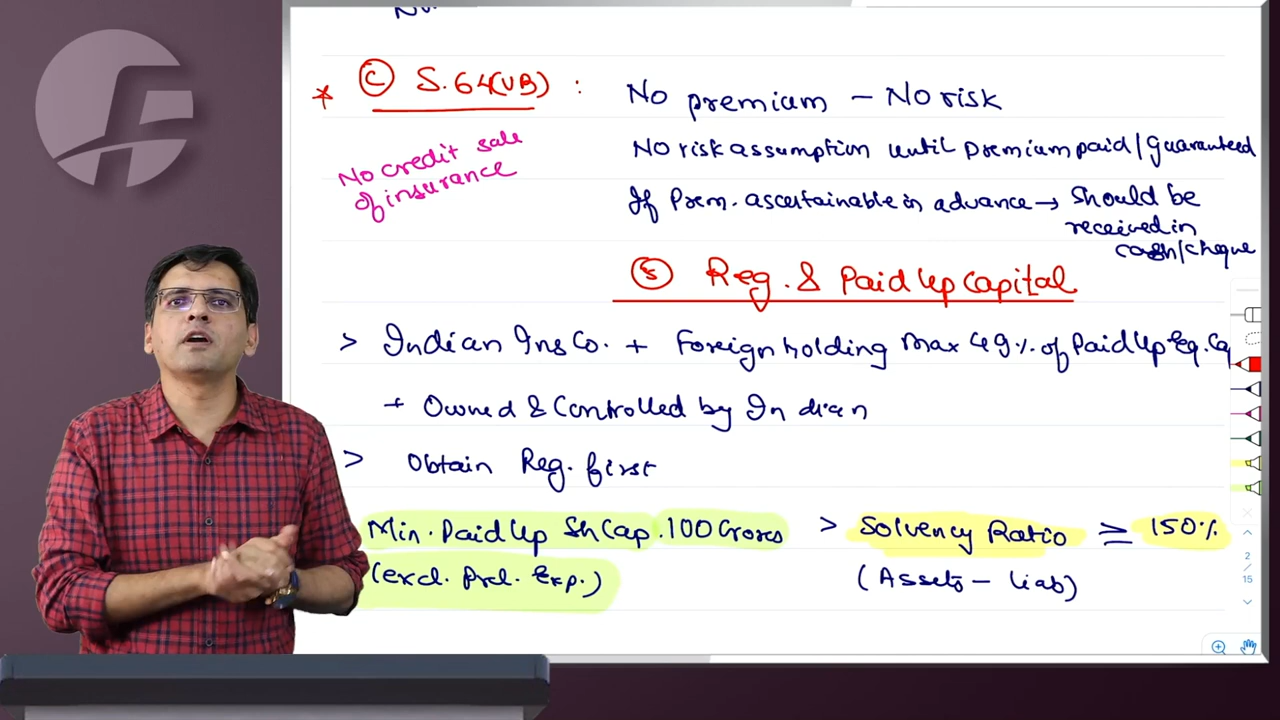 * Ⓒ S.64(VB) : No premium – No risk
No credit sale
of insurance
No risk assumption until premium paid/guaranteed
If Prem. ascertainable in advance → should be
received in
cash/cheque
⑤ Reg. & Paid Up Capital
> Indian Ins Co. + Foreign holding max 49% of Paid Up Eq. Cap
+ Owned & Controlled by Indian
> Obtain Reg. first
Min. Paid Up Sh Cap. 100 Crores > Solvency Ratio ≥ 150%
(excl. Prel. Exp.) (Assets – Liab)
2
/
15